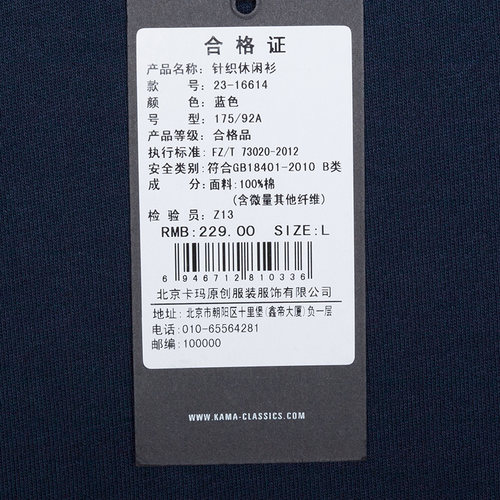 合格证
产品名称: 针织休闲衫
款 号: 23-16614
颜 色: 蓝色
号 型: 175/92A
产品等级: 合格品
执行标准: FZ/T 73020-2012
安全类别: 符合GB18401-2010 B类
成 分: 面料:100%棉
(含微量其他纤维)
检 验 员: Z13
RMB:229.00 SIZE:L
6 946712 810336
北京卡玛原创服装服饰有限公司
地址: 北京市朝阳区十里堡(鑫帝大厦)负一层
电话:010-65564281
邮编:100000
WWW.KAMA-CLASSICS.COM